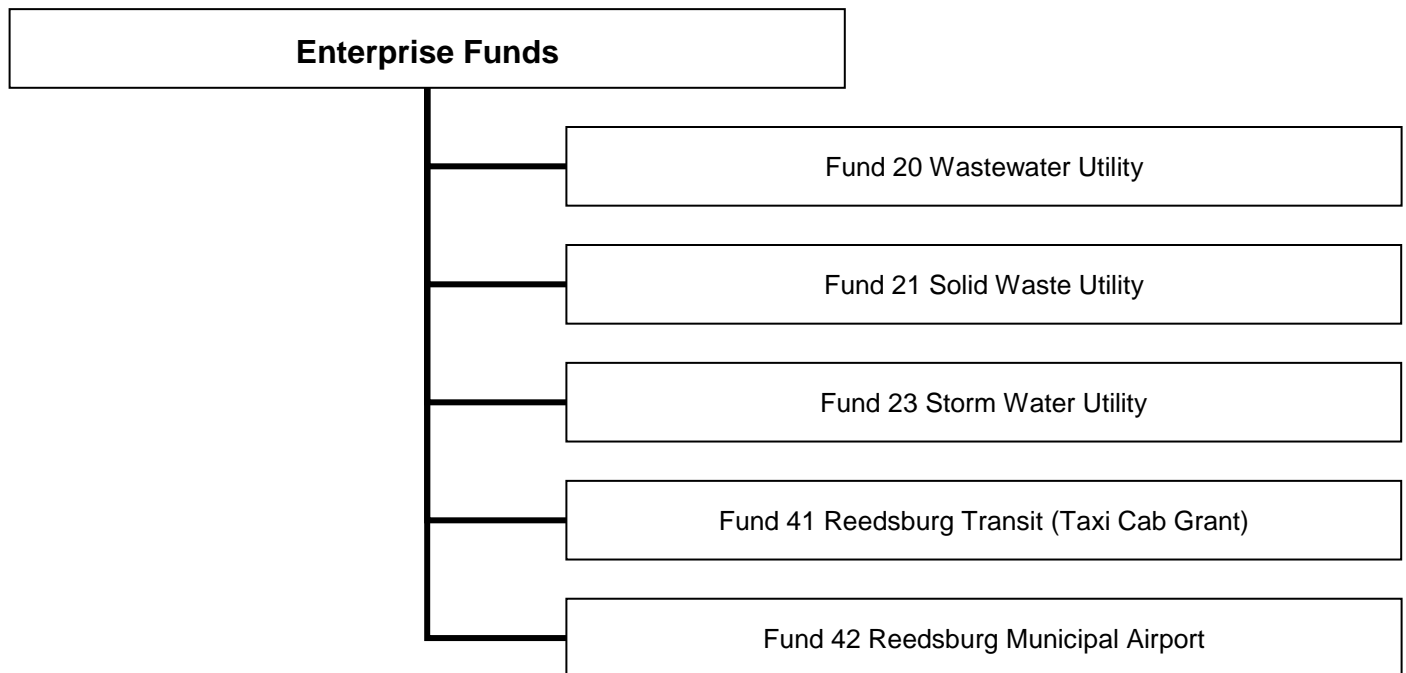 Enterprise Funds
Fund 20 Wastewater Utility
Fund 21 Solid Waste Utility
Fund 23 Storm Water Utility
Fund 41 Reedsburg Transit (Taxi Cab Grant)
Fund 42 Reedsburg Municipal Airport